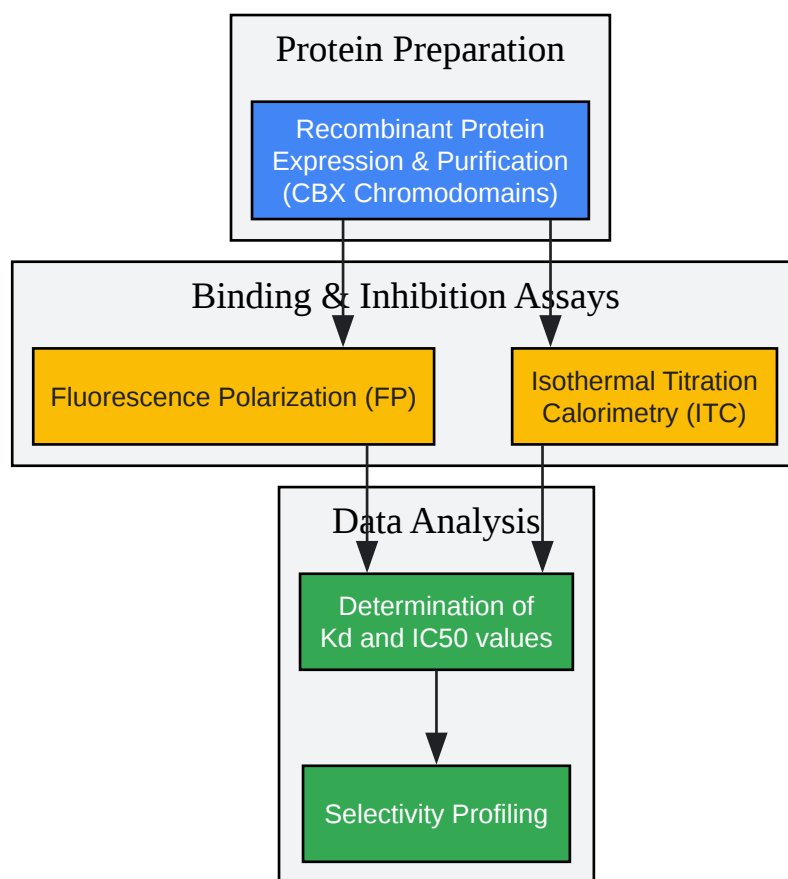 Protein Preparation
Recombinant Protein
Expression & Purification
(CBX Chromodomains)
Binding & Inhibition Assays
Fluorescence Polarization (FP)
Isothermal Titration
Calorimetry (ITC)
Data Analysis
Determination of
Kd and IC50 values
Selectivity Profiling